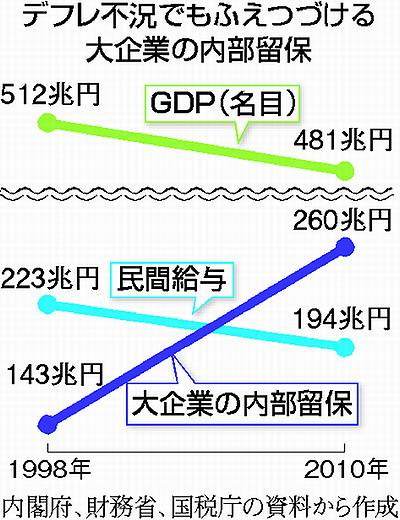 デフレ不況でもふえつづける
大企業の内部留保
512兆円
GDP（名目）
481兆円
260兆円
223兆円
民間給与
194兆円
143兆円
大企業の内部留保
1998年
2010年
内閣府、財務省、国税庁の資料から作成